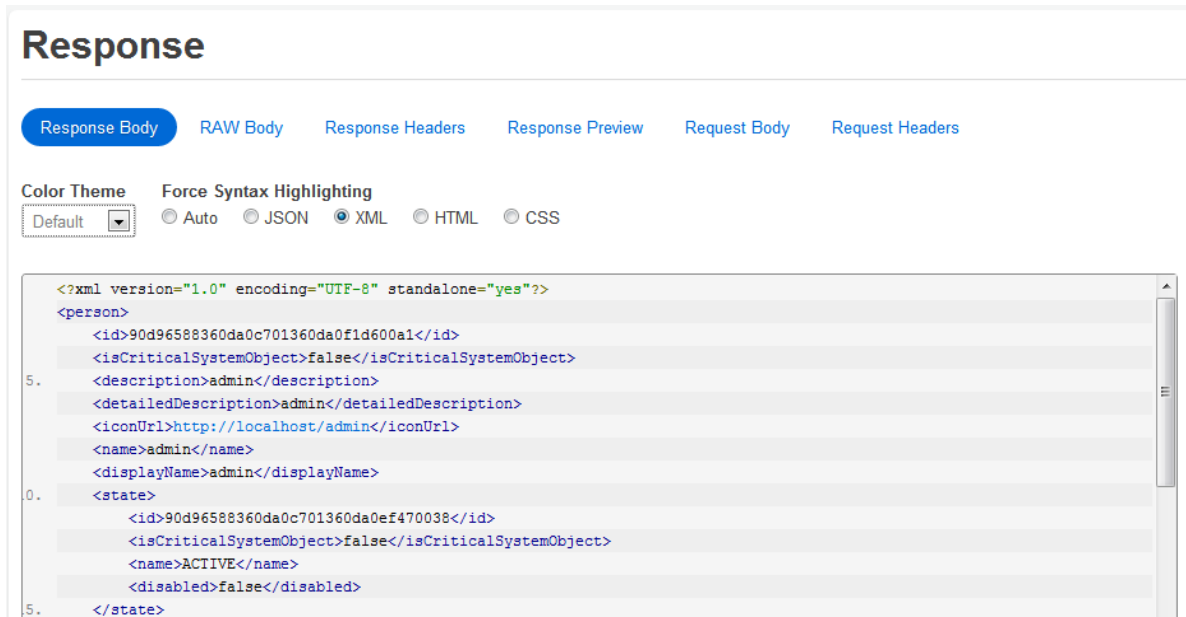 Response
Response Body RAW Body Response Headers Response Preview Request Body Request Headers
Color Theme Force Syntax Highlighting
Default Auto JSON XML HTML CSS
<?xml version="1.0" encoding="UTF-8" standalone="yes"?>
<person>
<id>90d96588360da0c701360da0f1d600a1</id>
<isCriticalSystemObject>false</isCriticalSystemObject>
5. <description>admin</description>
<detailedDescription>admin</detailedDescription>
<iconUrl>http://localhost/admin</iconUrl>
<name>admin</name>
<displayName>admin</displayName>
0. <state>
<id>90d96588360da0c701360da0ef470038</id>
<isCriticalSystemObject>false</isCriticalSystemObject>
<name>ACTIVE</name>
<disabled>false</disabled>
5. </state>